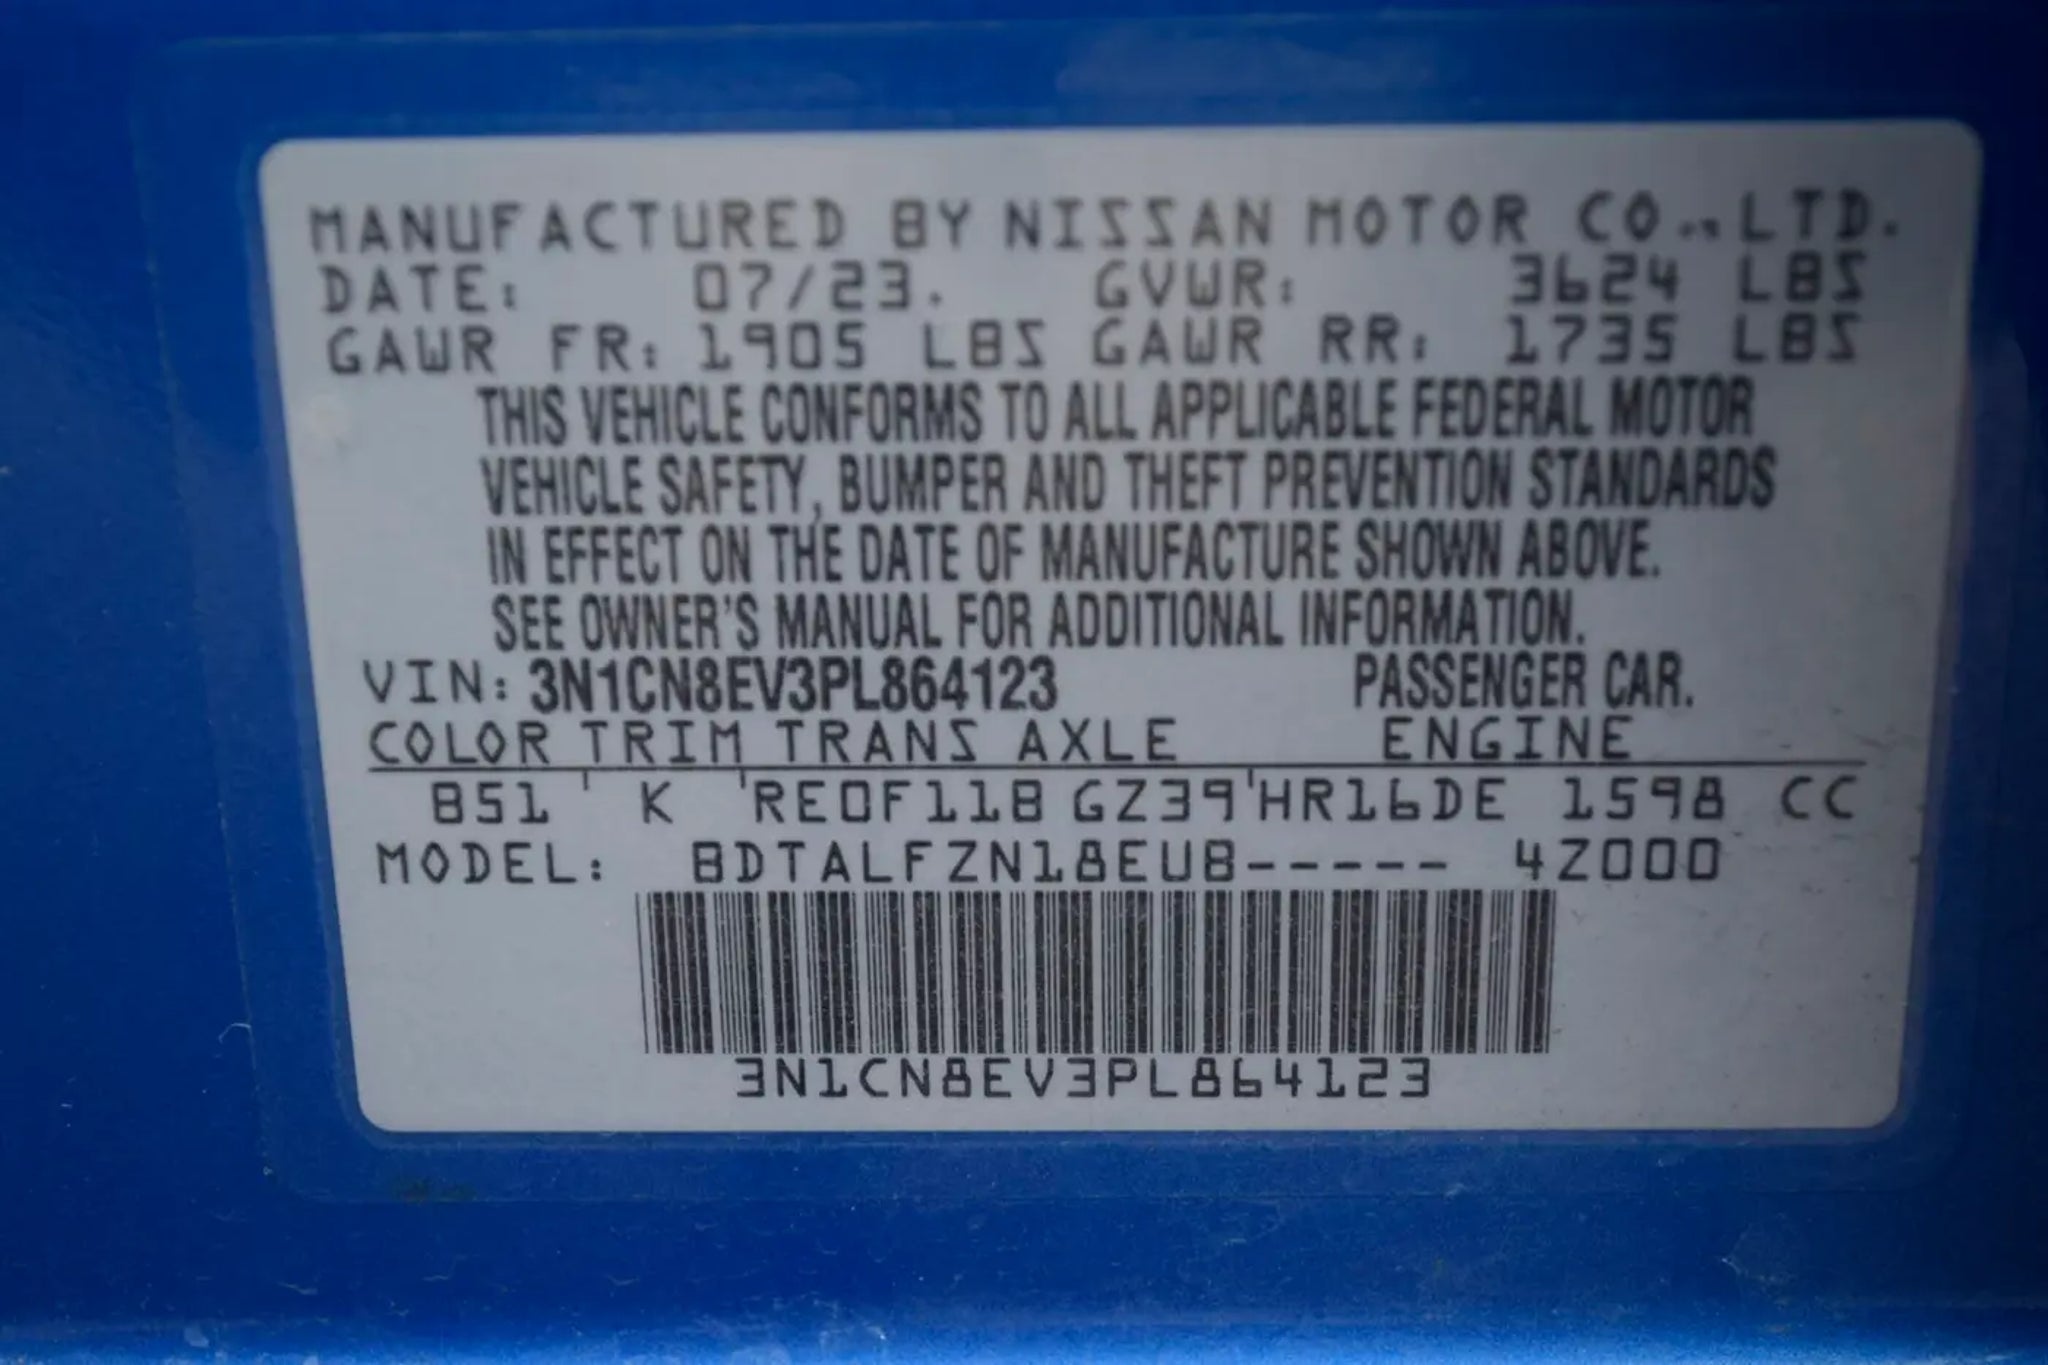 MANUFACTURED BY NISSAN MOTOR CO., LTD.
DATE: 07/23. GVWR: 3624 LBS
GAWR FR: 1905 LBS GAWR RR: 1735 LBS
THIS VEHICLE CONFORMS TO ALL APPLICABLE FEDERAL MOTOR
VEHICLE SAFETY, BUMPER AND THEFT PREVENTION STANDARDS
IN EFFECT ON THE DATE OF MANUFACTURE SHOWN ABOVE.
SEE OWNER'S MANUAL FOR ADDITIONAL INFORMATION.
VIN: 3N1CN8EV3PL864123 PASSENGER CAR.
COLOR TRIM TRANS AXLE ENGINE
B51 K RE0F11B GZ39 HR16DE 1598 CC
MODEL: BDTALFZN18EUB----- 4Z000
3N1CN8EV3PL864123